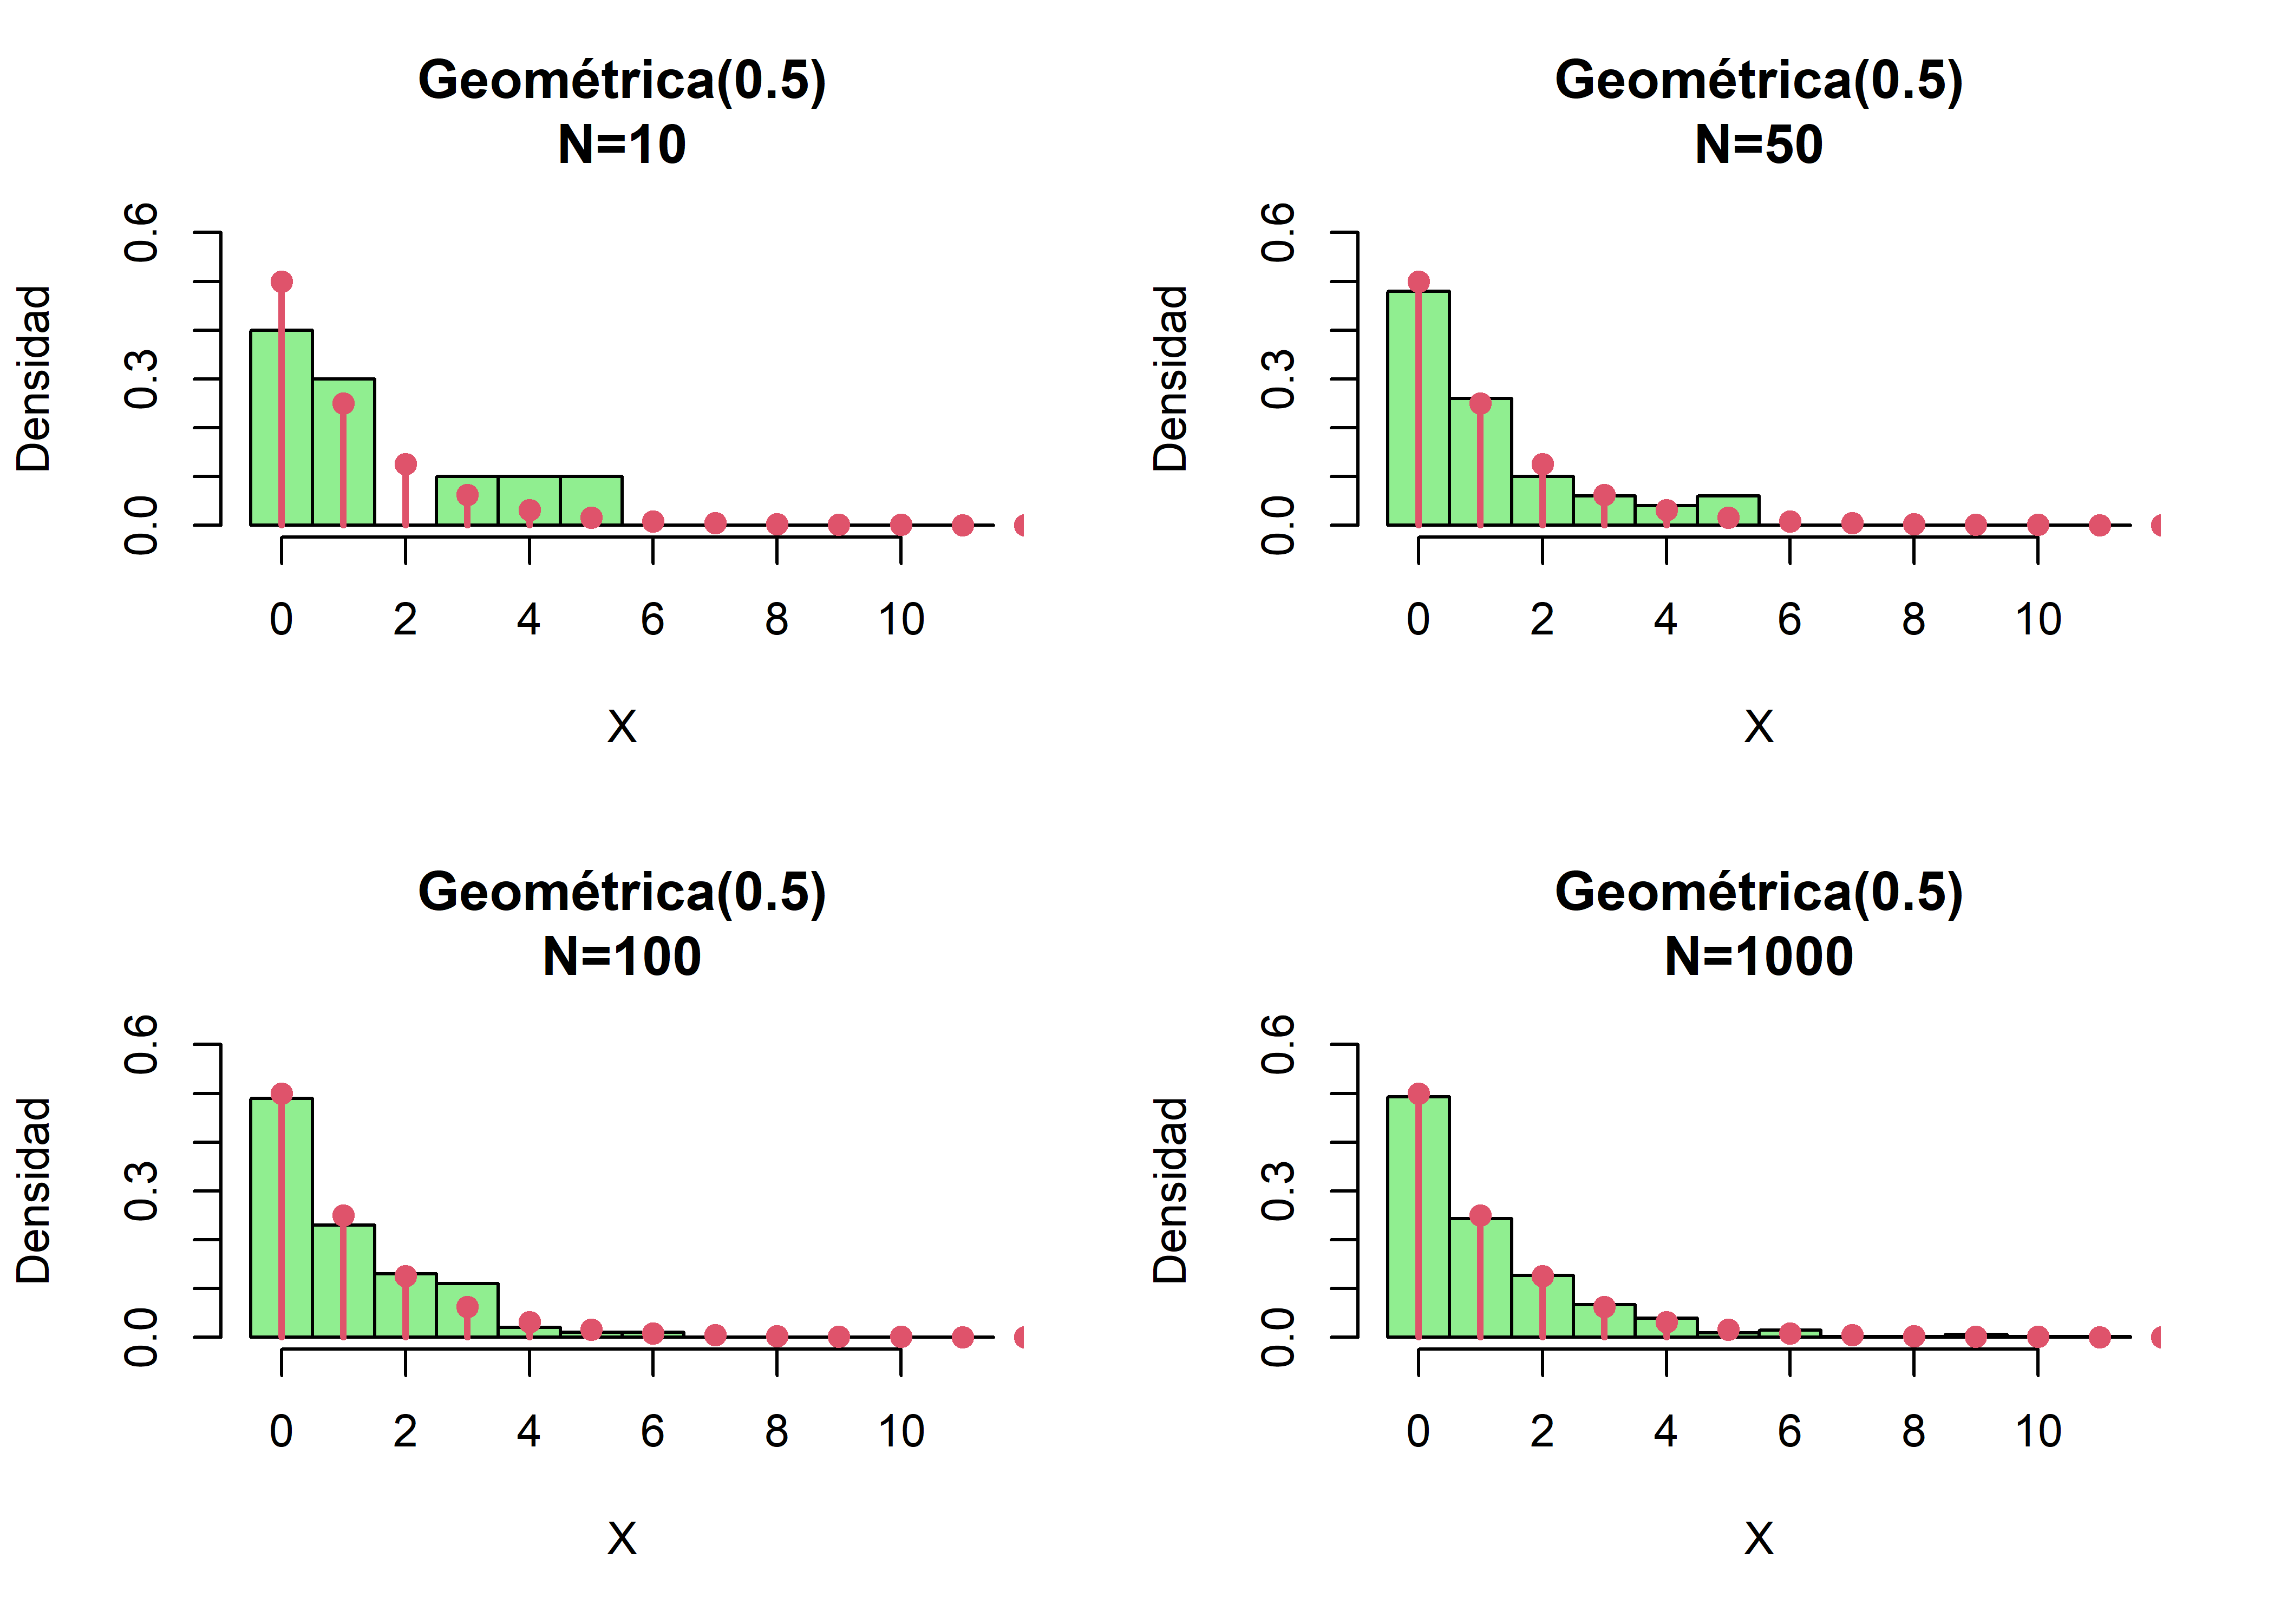 Geométrica(0.5)
N=10
Densidad
0.0 0.3 0.6
0 2 4 6 8 10
X
Geométrica(0.5)
N=50
Densidad
0.0 0.3 0.6
0 2 4 6 8 10
X
Geométrica(0.5)
N=100
Densidad
0.0 0.3 0.6
0 2 4 6 8 10
X
Geométrica(0.5)
N=1000
Densidad
0.0 0.3 0.6
0 2 4 6 8 10
X